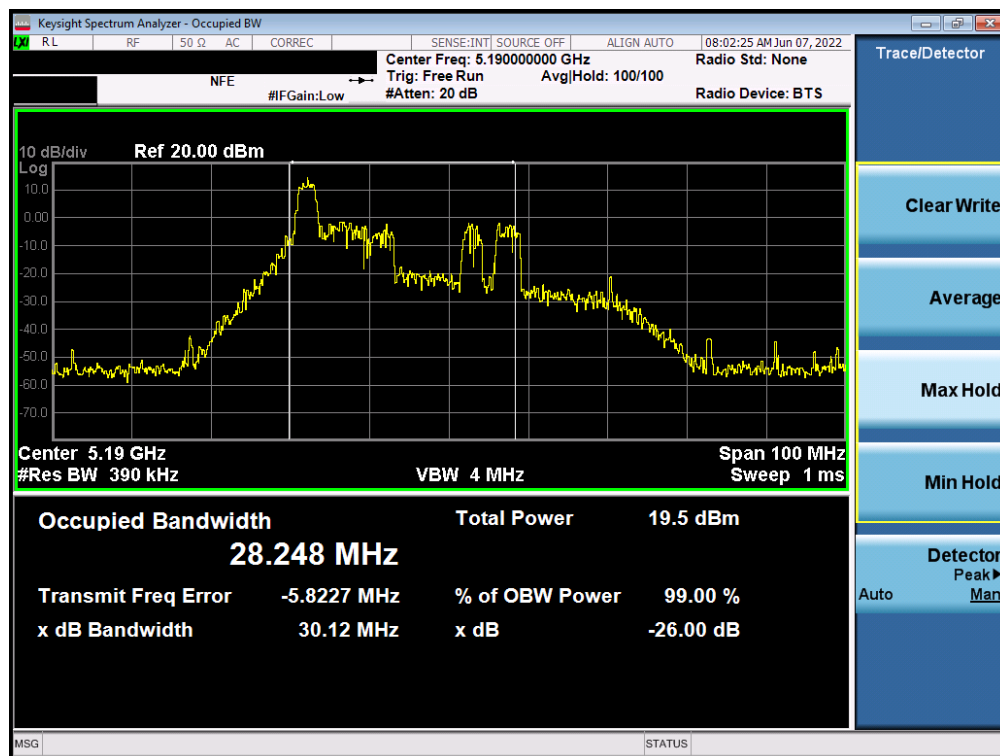 Keysight Spectrum Analyzer - Occupied BW
LXI RL RF 50 Ω AC CORREC SENSE:INT SOURCE OFF ALIGN AUTO 08:02:25 AM Jun 07, 2022
Center Freq: 5.190000000 GHz Radio Std: None
NFE Trig: Free Run Avg|Hold: 100/100
#IFGain:Low #Atten: 20 dB Radio Device: BTS
Trace/Detector
10 dB/div Ref 20.00 dBm
Log
10.0
0.00
-10.0
-20.0
-30.0
-40.0
-50.0
-60.0
-70.0
Center 5.19 GHz Span 100 MHz
#Res BW 390 kHz VBW 4 MHz Sweep 1 ms
Occupied Bandwidth Total Power 19.5 dBm
28.248 MHz
Transmit Freq Error -5.8227 MHz % of OBW Power 99.00 %
x dB Bandwidth 30.12 MHz x dB -26.00 dB
Clear Write
Average
Max Hold
Min Hold
Detector
Peak
Auto Man
MSG STATUS